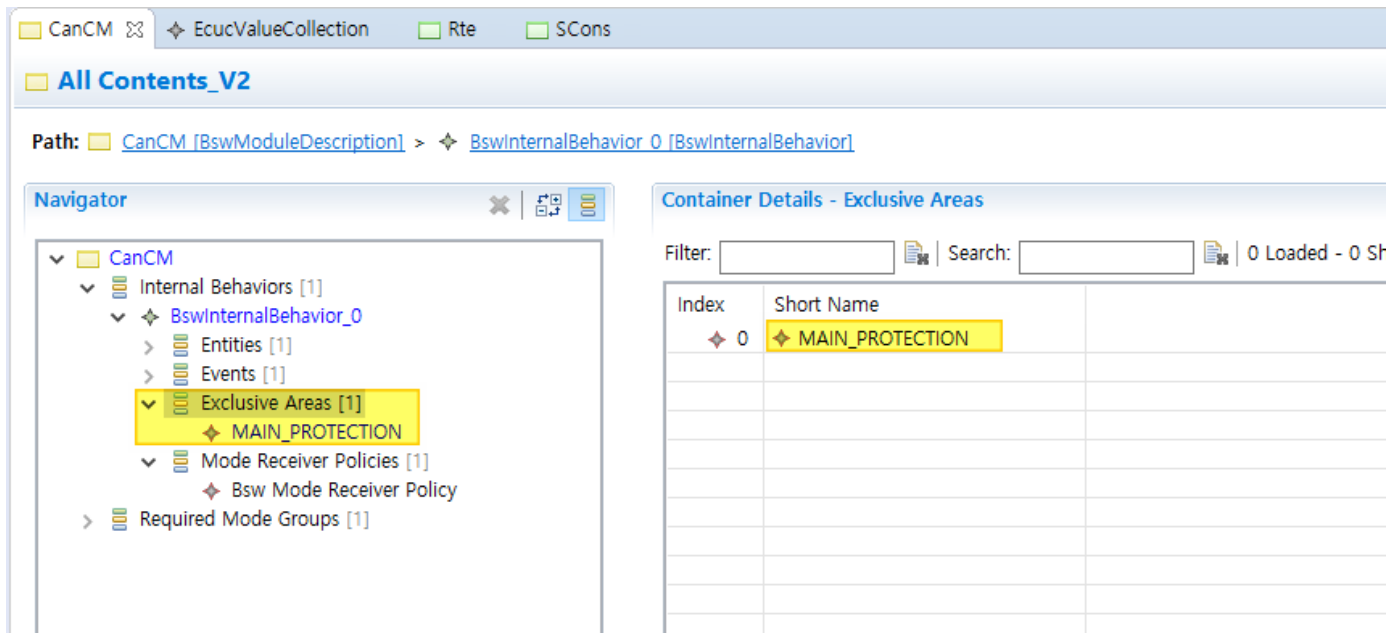 CanCM EcucValueCollection Rte SCons
All Contents_V2
Path: CanCM [BswModuleDescription] > BswInternalBehavior_0 [BswInternalBehavior]
Navigator
CanCM
Internal Behaviors [1]
BswInternalBehavior_0
Entities [1]
Events [1]
Exclusive Areas [1]
MAIN_PROTECTION
Mode Receiver Policies [1]
Bsw Mode Receiver Policy
Required Mode Groups [1]
Container Details - Exclusive Areas
Filter: Search: 0 Loaded - 0 Sh
Index Short Name
0 MAIN_PROTECTION